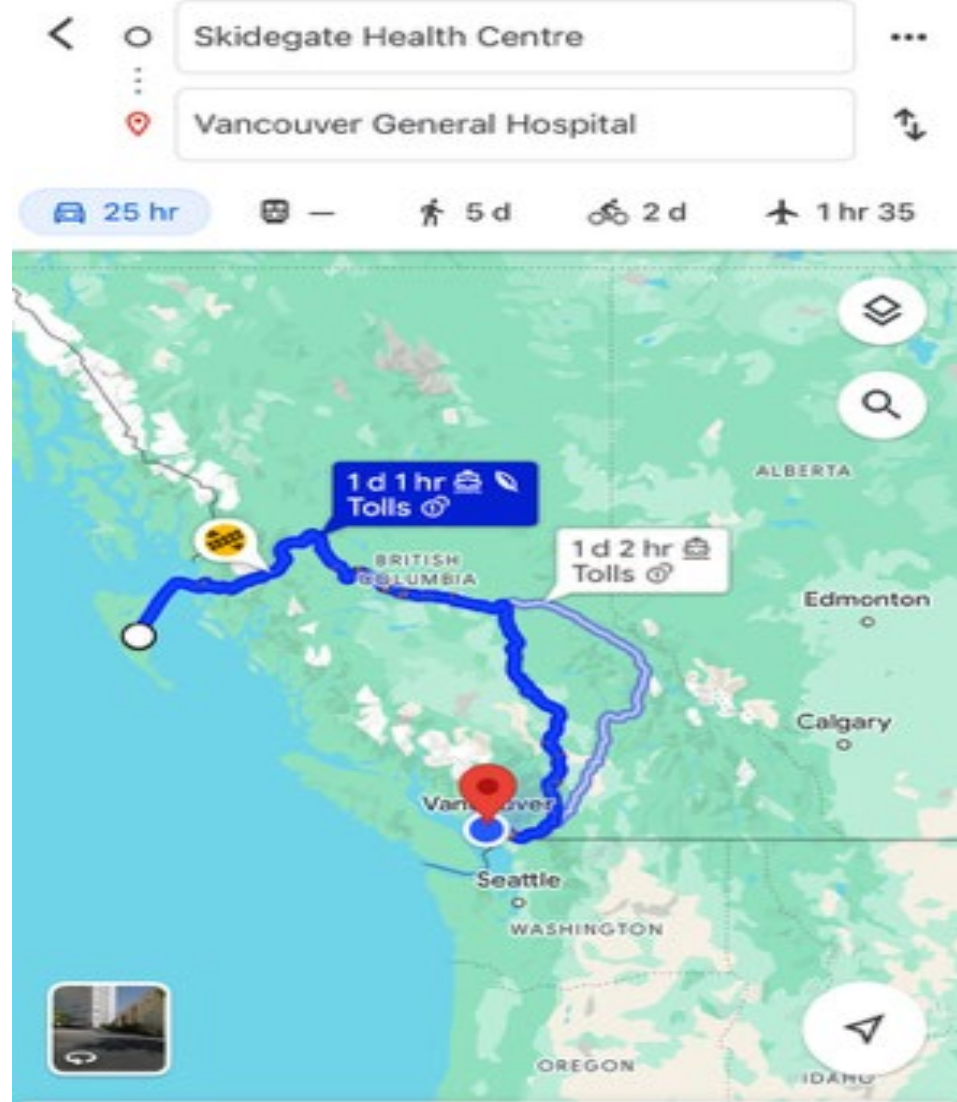 Skidegate Health Centre
Vancouver General Hospital
25 hr — 5 d 2 d 1 hr 35
1 d 1 hr
Tolls
ALBERTA
1 d 2 hr
Tolls
BRITISH
COLUMBIA
Edmonton
Calgary
Vancouver
Seattle
WASHINGTON
OREGON
IDAHO